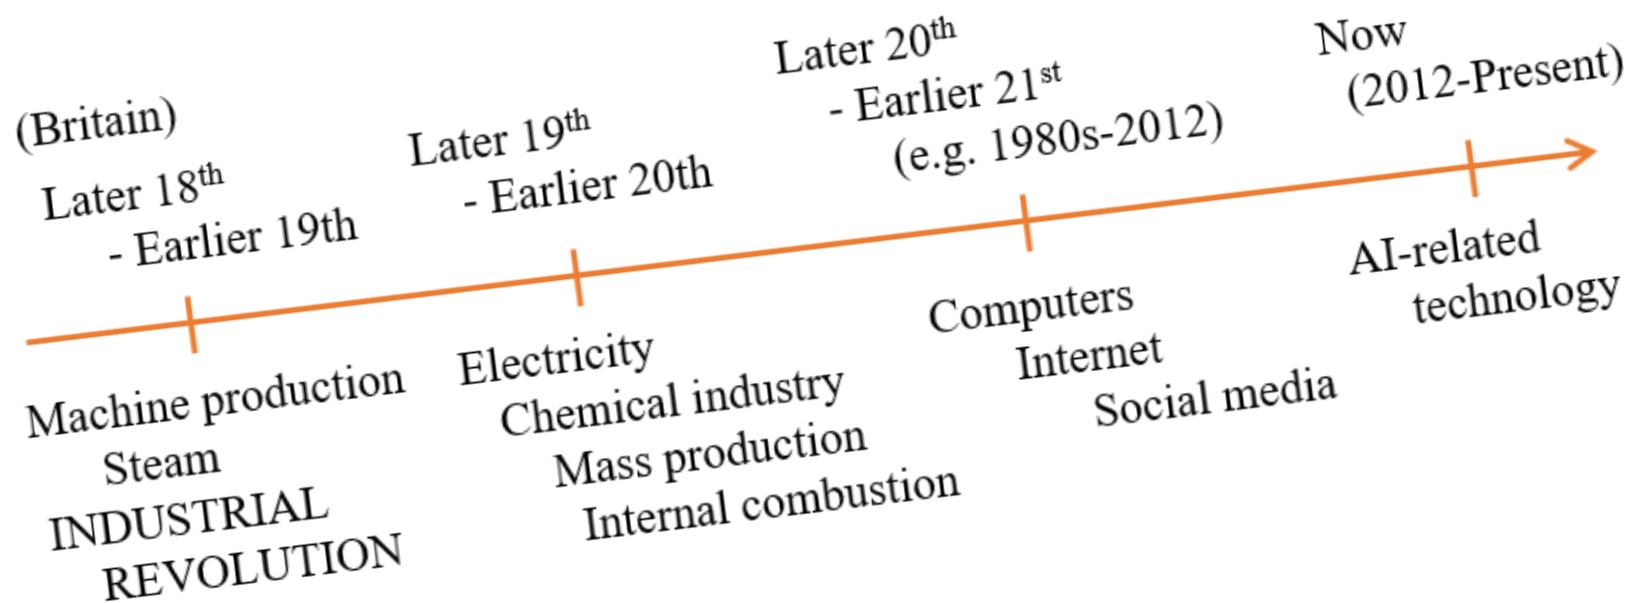 (Britain)
Later 18th
- Earlier 19th
Machine production
Steam
INDUSTRIAL
REVOLUTION
Later 19th
- Earlier 20th
Electricity
Chemical industry
Mass production
Internal combustion
Later 20th
- Earlier 21st
(e.g. 1980s-2012)
Computers
Internet
Social media
Now
(2012-Present)
AI-related
technology